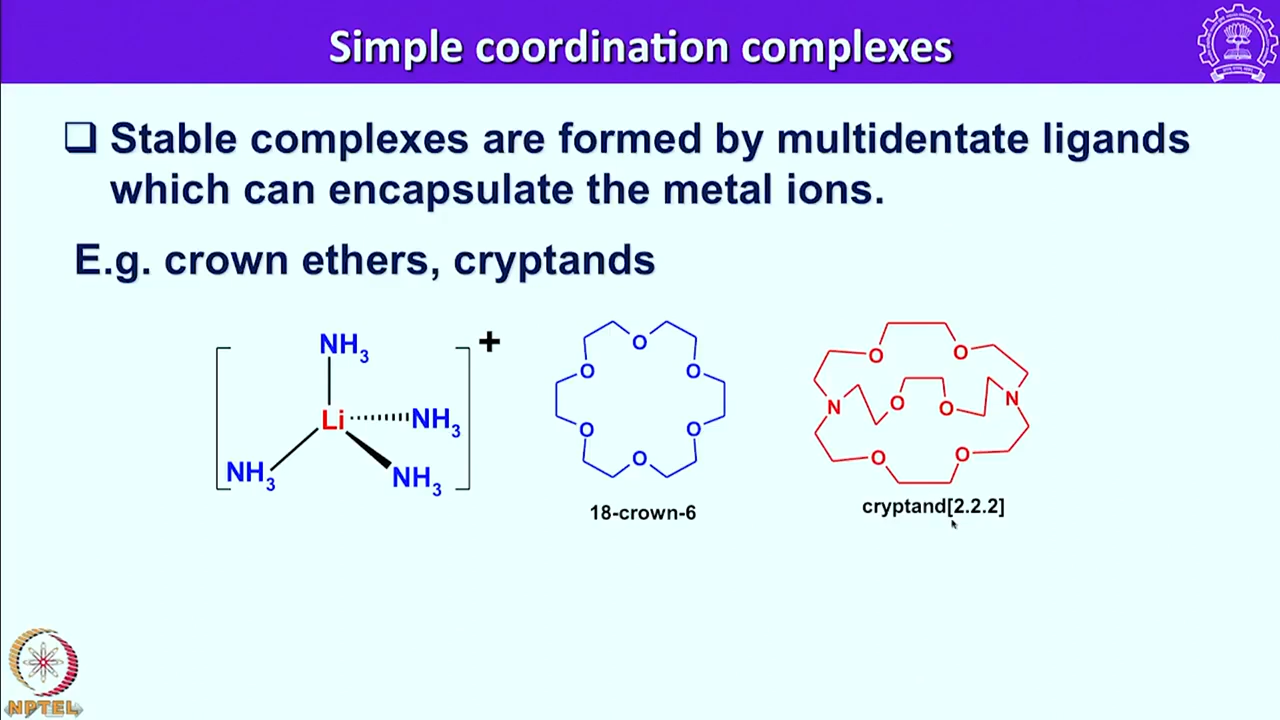 Simple coordination complexes
❑ Stable complexes are formed by multidentate ligands
which can encapsulate the metal ions.
E.g. crown ethers, cryptands
NH₃
+
Li
NH₃
NH₃
NH₃
O
O
O
O
O
O
18-crown-6
O
O
N
O
O
N
O
O
cryptand[2.2.2]
NPTEL